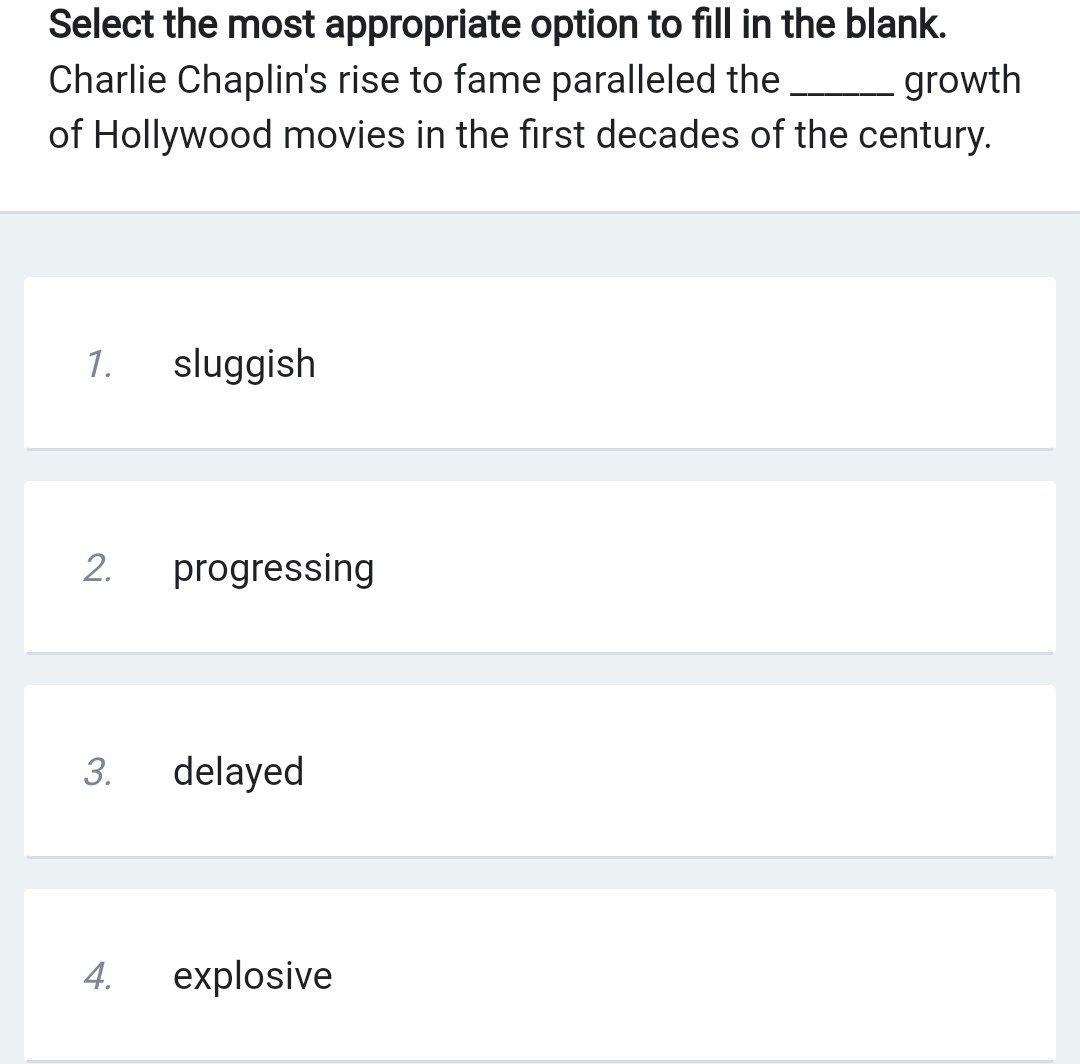 Select the most appropriate option to fill in the blank.
Charlie Chaplin's rise to fame paralleled the ______ growth
of Hollywood movies in the first decades of the century.
1. sluggish
2. progressing
3. delayed
4. explosive